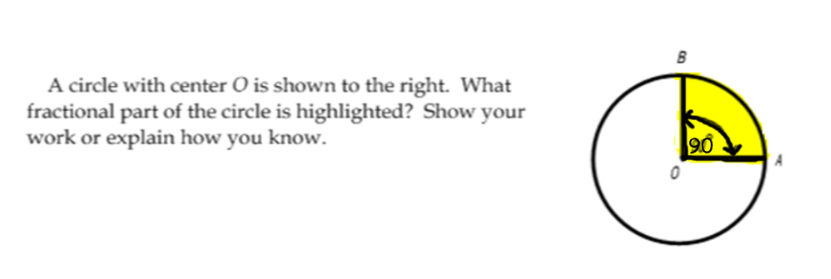 A circle with center O is shown to the right. What
fractional part of the circle is highlighted? Show your
work or explain how you know.
B
90°
O
A